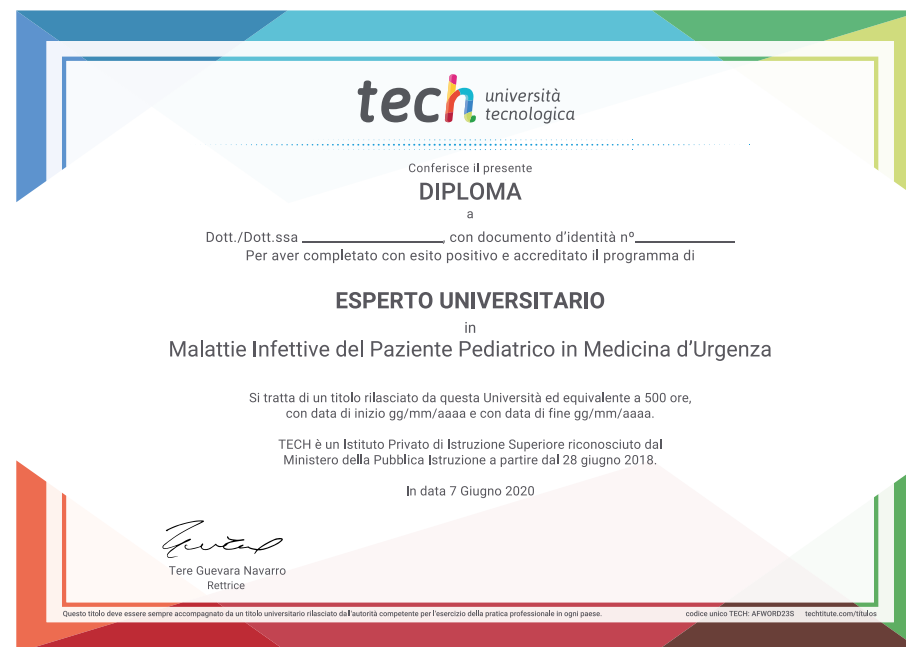 tech università
tecnologica
Conferisce il presente
DIPLOMA
a
Dott./Dott.ssa ____________________, con documento d'identità nº______________
Per aver completato con esito positivo e accreditato il programma di
ESPERTO UNIVERSITARIO
in
Malattie Infettive del Paziente Pediatrico in Medicina d'Urgenza
Si tratta di un titolo rilasciato da questa Università ed equivalente a 500 ore,
con data di inizio gg/mm/aaaa e con data di fine gg/mm/aaaa.
TECH è un Istituto Privato di Istruzione Superiore riconosciuto dal
Ministero della Pubblica Istruzione a partire dal 28 giugno 2018.
In data 7 Giugno 2020
Tere Guevara Navarro
Rettrice
Questo titolo deve essere sempre accompagnato da un titolo universitario rilasciato dall'autorità competente per l'esercizio della pratica professionale in ogni paese. codice unico TECH: AFWORD23S techtitute.com/titulos